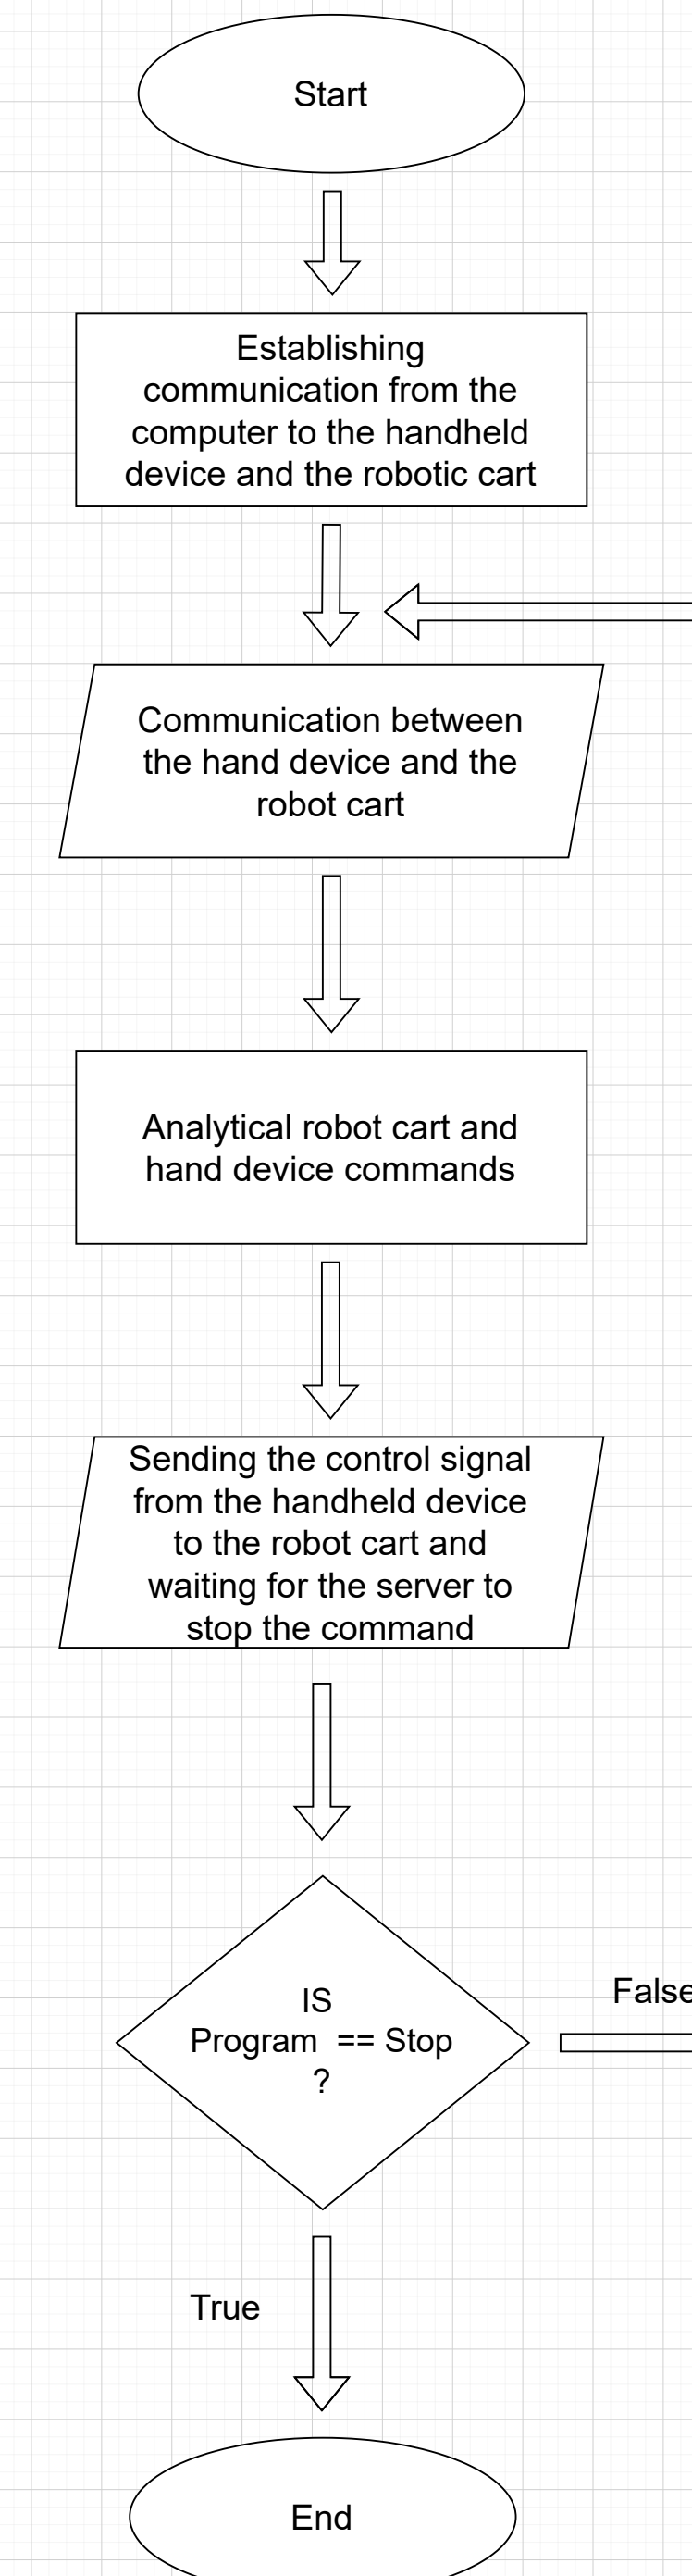 Start
Establishing
communication from the
computer to the handheld
device and the robotic cart
Communication between
the hand device and the
robot cart
Analytical robot cart and
hand device commands
Sending the control signal
from the handheld device
to the robot cart and
waiting for the server to
stop the command
IS
Program == Stop
?
False
True
End